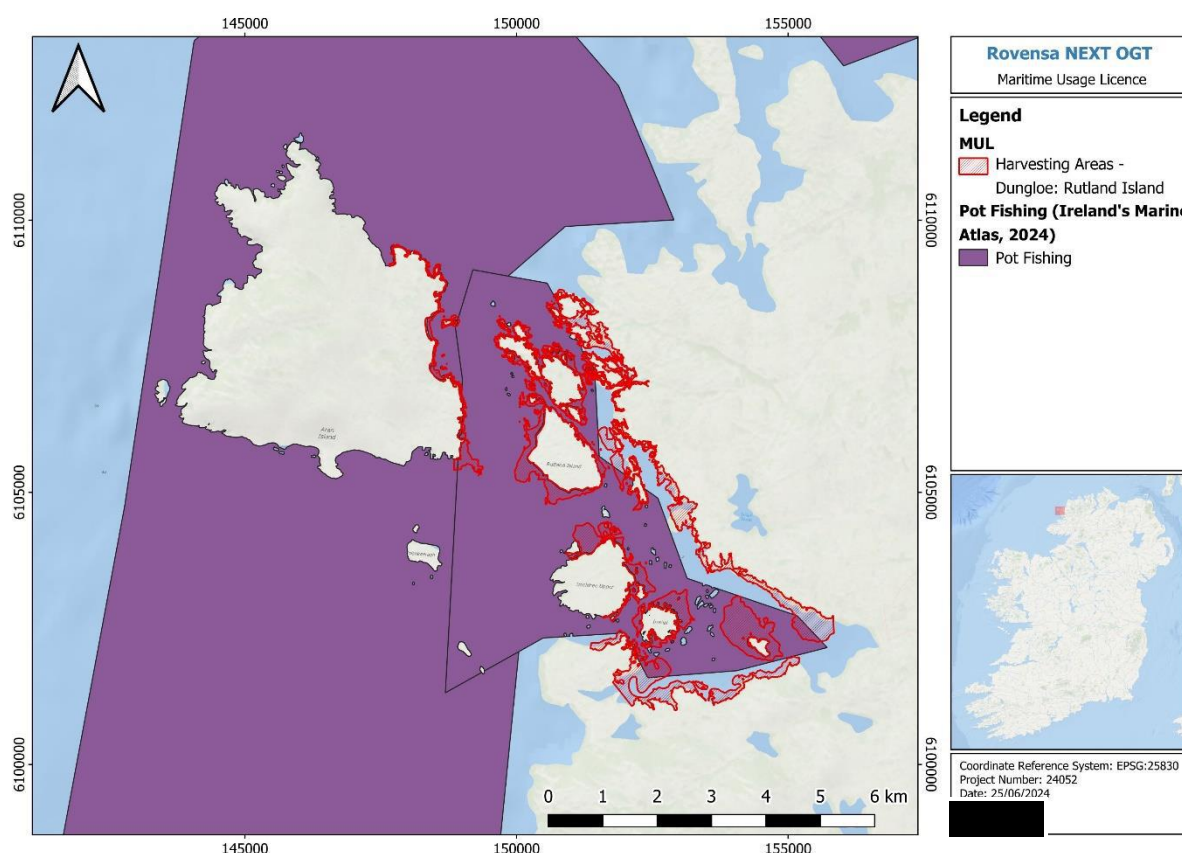 145000 150000 155000
Rovensa NEXT OGT
Maritime Usage Licence
Legend
MUL
Harvesting Areas -
Dungloe: Rutland Island
Pot Fishing (Ireland's Marine
Atlas, 2024)
Pot Fishing
6110000 6110000
6105000 6105000
6100000 6100000
Aran
Island
Rutland Island
0 1 2 3 4 5 6 km
145000 150000 155000
Coordinate Reference System: EPSG:25830
Project Number: 24052
Date: 25/06/2024